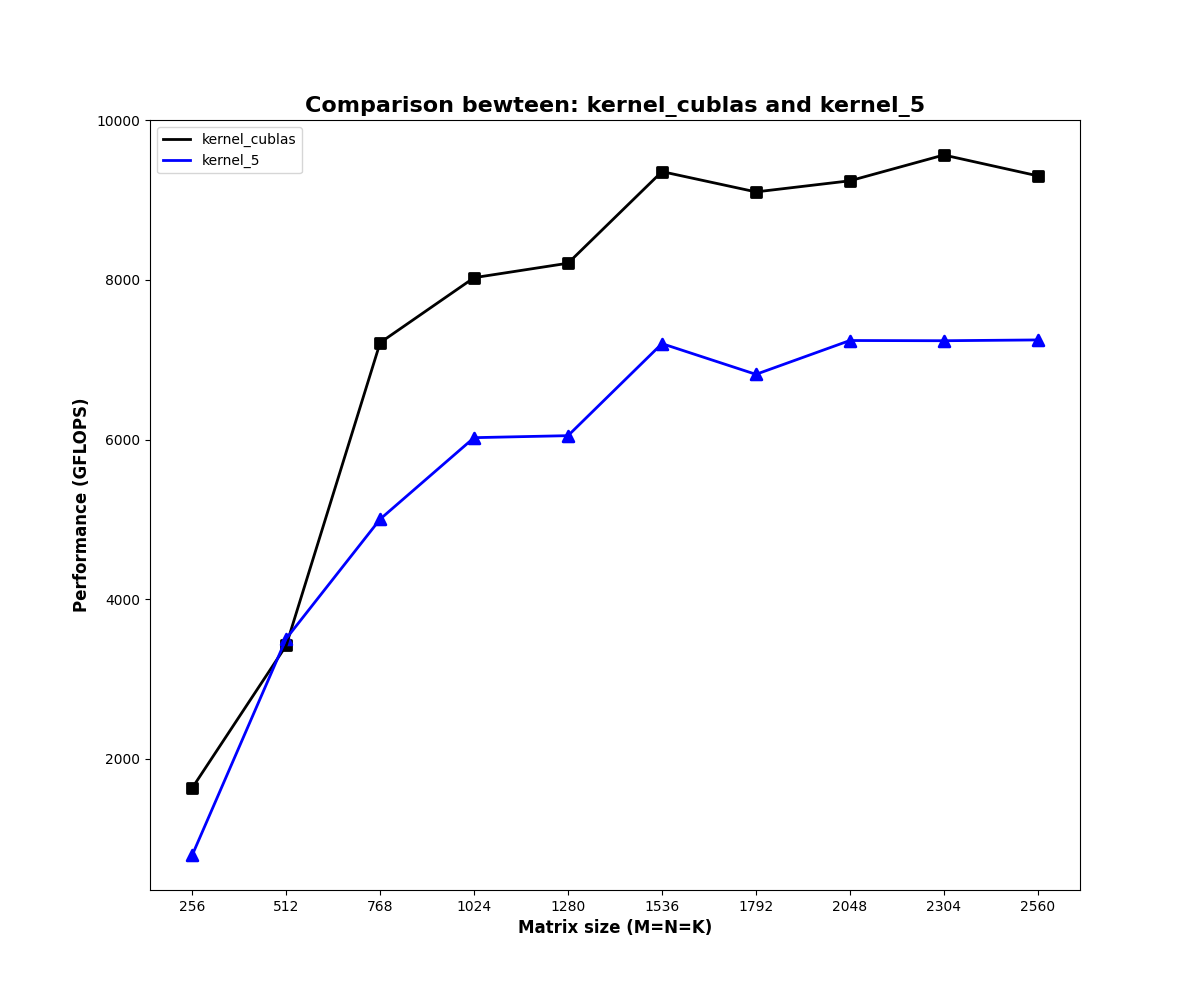 Comparison bewteen: kernel_cublas and kernel_5
kernel_cublas
kernel_5
10000
8000
6000
4000
2000
Performance (GFLOPS)
256 512 768 1024 1280 1536 1792 2048 2304 2560
Matrix size (M=N=K)